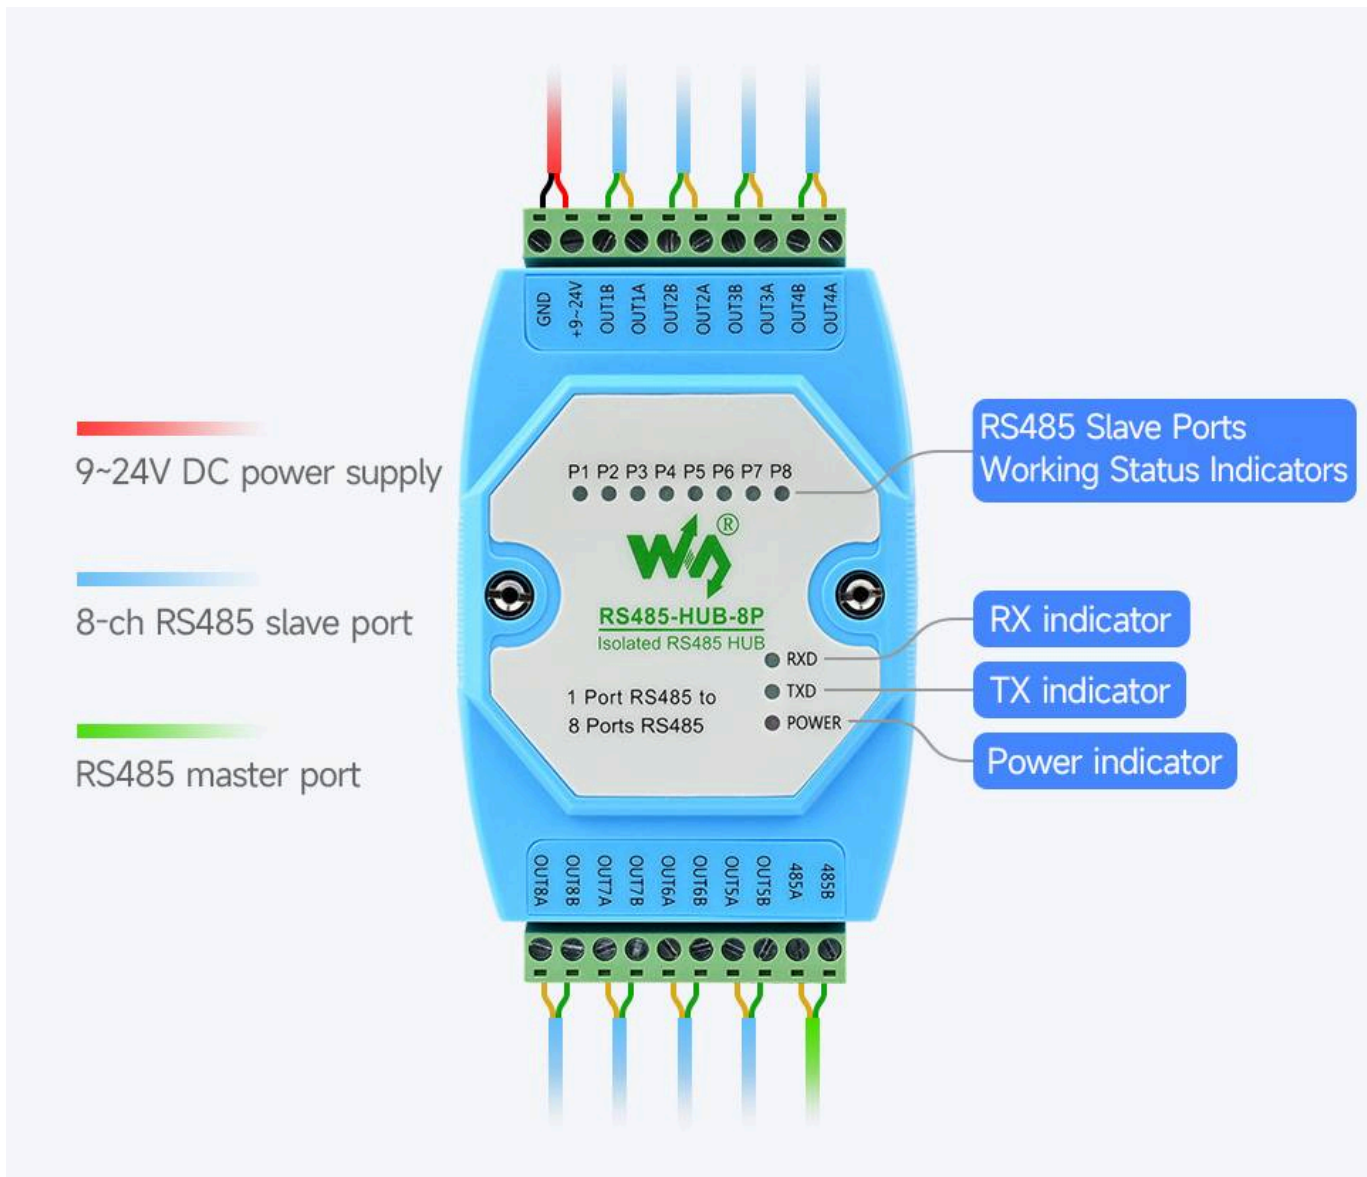 GND
+9~24V
OUT1B
OUT1A
OUT2B
OUT2A
OUT3B
OUT3A
OUT4B
OUT4A
9~24V DC power supply
8-ch RS485 slave port
RS485 master port
P1 P2 P3 P4 P5 P6 P7 P8
®
RS485-HUB-8P
Isolated RS485 HUB
RXD
TXD
POWER
1 Port RS485 to
8 Ports RS485
RS485 Slave Ports
Working Status Indicators
RX indicator
TX indicator
Power indicator
OUT8A
OUT8B
OUT7A
OUT7B
OUT6A
OUT6B
OUT5A
OUT5B
485A
485B